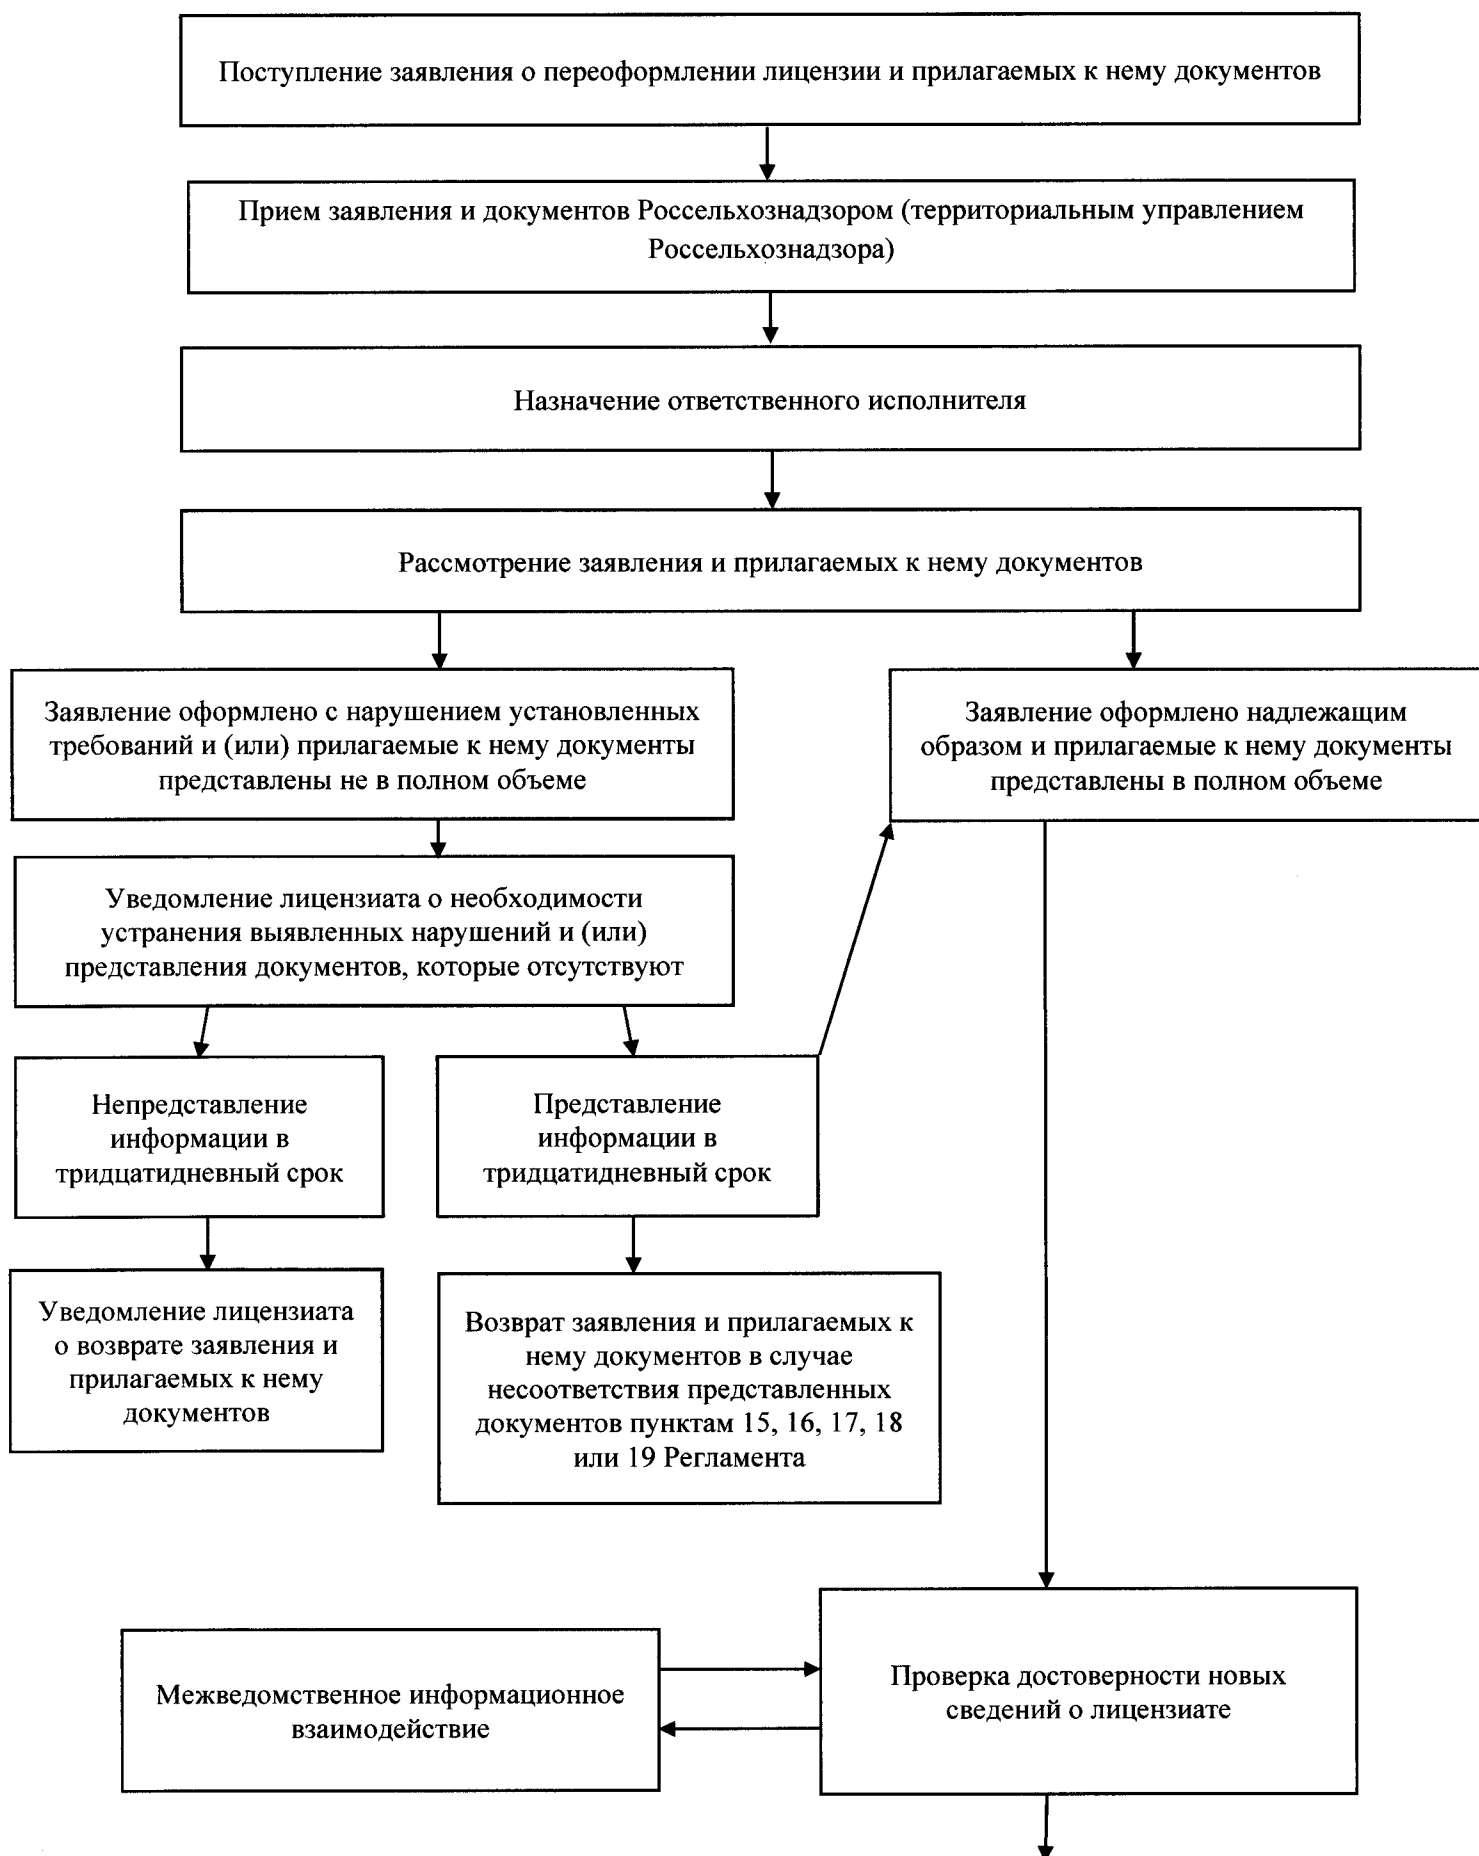 Поступление заявления о переоформлении лицензии и прилагаемых к нему документов
Прием заявления и документов Россельхознадзором (территориальным управлением
Россельхознадзора)
Назначение ответственного исполнителя
Рассмотрение заявления и прилагаемых к нему документов
Заявление оформлено с нарушением установленных
требований и (или) прилагаемые к нему документы
представлены не в полном объеме
Заявление оформлено надлежащим
образом и прилагаемые к нему документы
представлены в полном объеме
Уведомление лицензиата о необходимости
устранения выявленных нарушений и (или)
представления документов, которые отсутствуют
Непредставление
информации в
тридцатидневный срок
Представление
информации в
тридцатидневный срок
Уведомление лицензиата
о возврате заявления и
прилагаемых к нему
документов
Возврат заявления и прилагаемых к
нему документов в случае
несоответствия представленных
документов пунктам 15, 16, 17, 18
или 19 Регламента
Межведомственное информационное
взаимодействие
Проверка достоверности новых
сведений о лицензиате